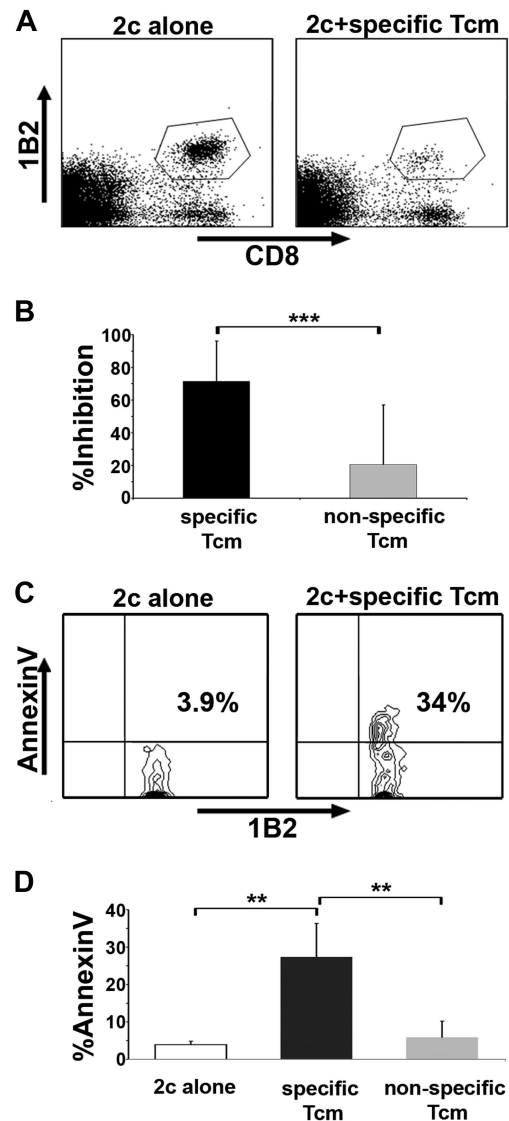 A
2c alone
2c+specific Tcm
1B2
CD8
B
***
100
80
60
40
20
0
%Inhibition
specific
Tcm
non-specific
Tcm
C
2c alone
2c+specific Tcm
3.9%
34%
AnnexinV
1B2
D
**
**
40
30
20
10
0
%AnnexinV
2c alone
specific
Tcm
non-specific
Tcm